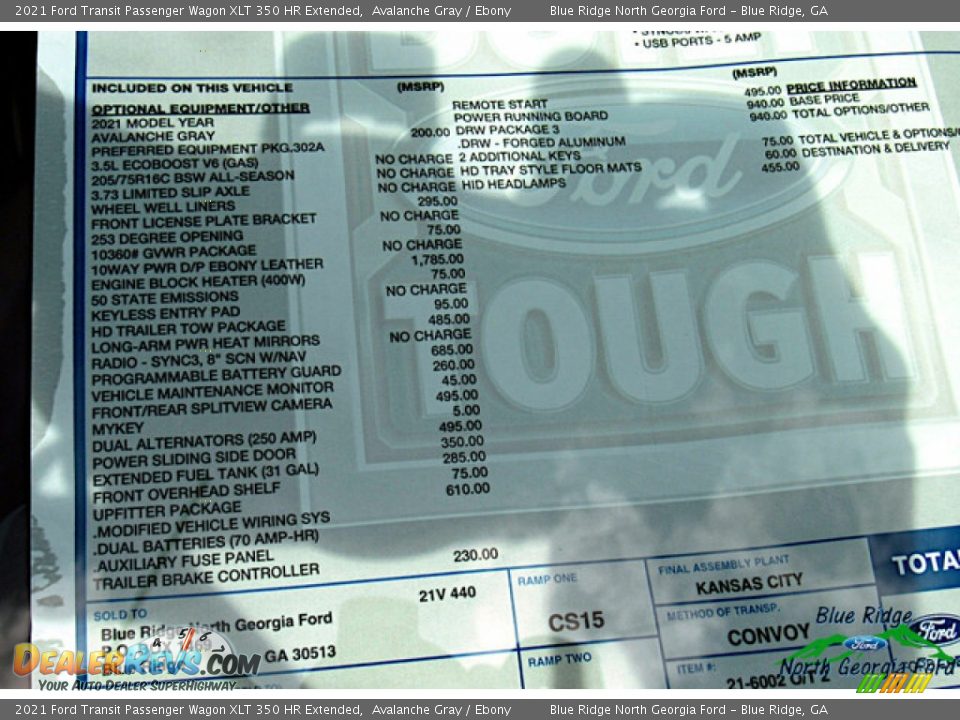 2021 Ford Transit Passenger Wagon XLT 350 HR Extended, Avalanche Gray / Ebony Blue Ridge North Georgia Ford - Blue Ridge, GA
• USB PORTS - 5 AMP
INCLUDED ON THIS VEHICLE (MSRP) (MSRP)
OPTIONAL EQUIPMENT/OTHER REMOTE START 495.00 PRICE INFORMATION
2021 MODEL YEAR POWER RUNNING BOARD 940.00 BASE PRICE
AVALANCHE GRAY 200.00 DRW PACKAGE 3 940.00 TOTAL OPTIONS/OTHER
PREFERRED EQUIPMENT PKG.302A .DRW - FORGED ALUMINUM
3.5L ECOBOOST V6 (GAS) NO CHARGE 2 ADDITIONAL KEYS 75.00 TOTAL VEHICLE & OPTIONS/
205/75R16C BSW ALL-SEASON NO CHARGE HD TRAY STYLE FLOOR MATS 60.00 DESTINATION & DELIVERY
3.73 LIMITED SLIP AXLE NO CHARGE HID HEADLAMPS 455.00
WHEEL WELL LINERS 295.00
FRONT LICENSE PLATE BRACKET NO CHARGE
253 DEGREE OPENING 75.00
10360# GVWR PACKAGE NO CHARGE
10WAY PWR D/P EBONY LEATHER 1,785.00
ENGINE BLOCK HEATER (400W) 75.00
50 STATE EMISSIONS NO CHARGE
KEYLESS ENTRY PAD 95.00
HD TRAILER TOW PACKAGE 485.00
LONG-ARM PWR HEAT MIRRORS NO CHARGE
RADIO - SYNC3, 8" SCN W/NAV 685.00
PROGRAMMABLE BATTERY GUARD 260.00
VEHICLE MAINTENANCE MONITOR 45.00
FRONT/REAR SPLITVIEW CAMERA 495.00
MYKEY 5.00
DUAL ALTERNATORS (250 AMP) 495.00
POWER SLIDING SIDE DOOR 350.00
EXTENDED FUEL TANK (31 GAL) 285.00
FRONT OVERHEAD SHELF 75.00
UPFITTER PACKAGE 610.00
.MODIFIED VEHICLE WIRING SYS
.DUAL BATTERIES (70 AMP-HR)
.AUXILIARY FUSE PANEL
TRAILER BRAKE CONTROLLER 230.00
Ford
TOUGH
SOLD TO 21V 440
Blue Ridge North Georgia Ford
GA 30513
RAMP ONE
CS15
RAMP TWO
FINAL ASSEMBLY PLANT
KANSAS CITY
METHOD OF TRANSP.
CONVOY
ITEM #:
21-6002 O/T 2
TOTAL
Blue Ridge
Ford
North Georgia Ford
Ford
DEALERREVS.COM
YOUR AUTO DEALER SUPERHIGHWAY
4 5 6
2021 Ford Transit Passenger Wagon XLT 350 HR Extended, Avalanche Gray / Ebony Blue Ridge North Georgia Ford - Blue Ridge, GA